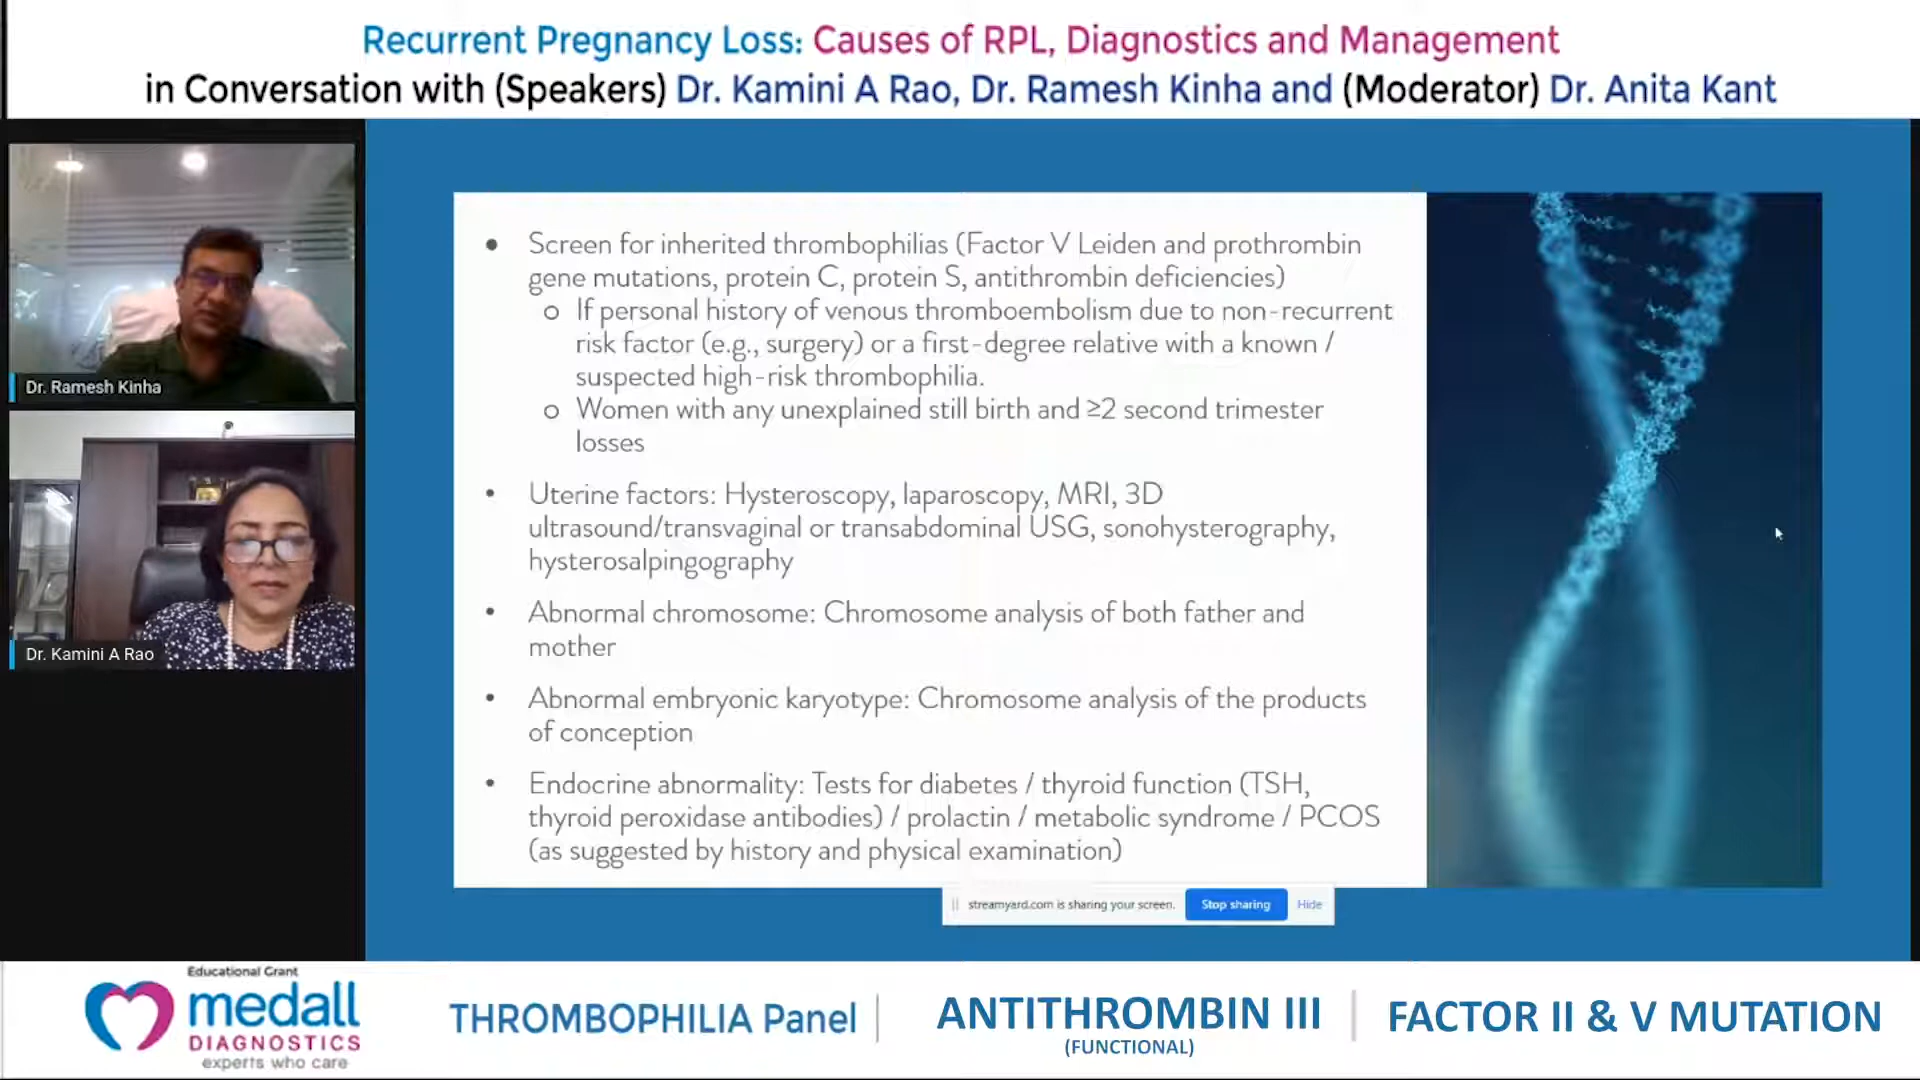 Recurrent Pregnancy Loss: Causes of RPL, Diagnostics and Management
in Conversation with (Speakers) Dr. Kamini A Rao, Dr. Ramesh Kinha and (Moderator) Dr. Anita Kant
Dr. Ramesh Kinha
Dr. Kamini A Rao
• Screen for inherited thrombophilias (Factor V Leiden and prothrombin
gene mutations, protein C, protein S, antithrombin deficiencies)
o If personal history of venous thromboembolism due to non-recurrent
risk factor (e.g., surgery) or a first-degree relative with a known /
suspected high-risk thrombophilia.
o Women with any unexplained still birth and ≥2 second trimester
losses
• Uterine factors: Hysteroscopy, laparoscopy, MRI, 3D
ultrasound/transvaginal or transabdominal USG, sonohysterography,
hysterosalpingography
• Abnormal chromosome: Chromosome analysis of both father and
mother
• Abnormal embryonic karyotype: Chromosome analysis of the products
of conception
• Endocrine abnormality: Tests for diabetes / thyroid function (TSH,
thyroid peroxidase antibodies) / prolactin / metabolic syndrome / PCOS
(as suggested by history and physical examination)
streamyard.com is sharing your screen. Stop sharing Hide
Educational Grant
medall
DIAGNOSTICS
experts who care
THROMBOPHILIA Panel
ANTITHROMBIN III
(FUNCTIONAL)
FACTOR II & V MUTATION